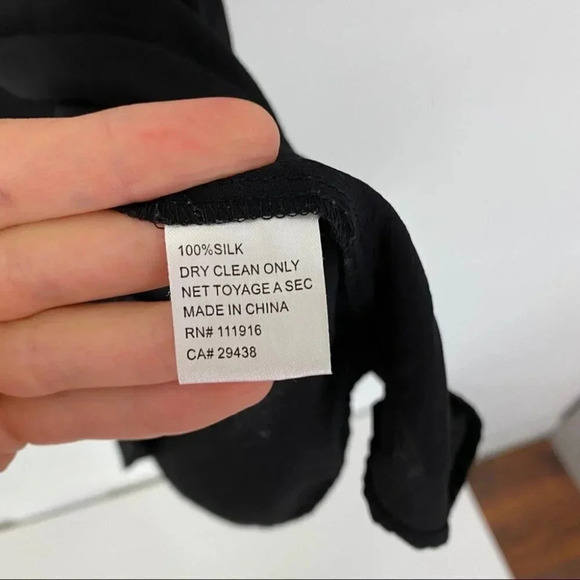 100%SILK
DRY CLEAN ONLY
NET TOYAGE A SEC
MADE IN CHINA
RN# 111916
CA# 29438